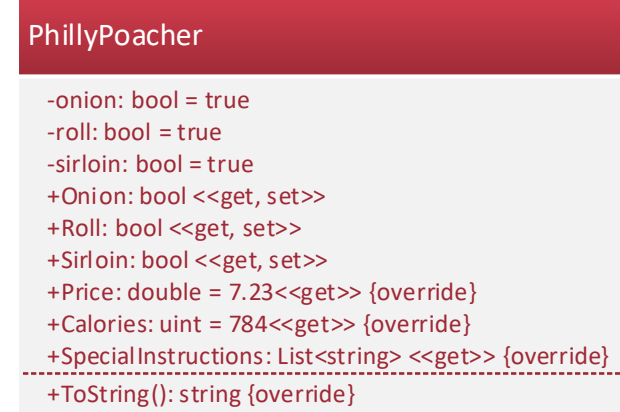 PhillyPoacher
-onion: bool = true
-roll: bool = true
-sirloin: bool = true
+Onion: bool <<get, set>>
+Roll: bool <<get, set>>
+Sirloin: bool <<get, set>>
+Price: double = 7.23<<get>> {override}
+Calories: uint = 784<<get>> {override}
+SpecialInstructions: List<string> <<get>> {override}
+ToString(): string {override}